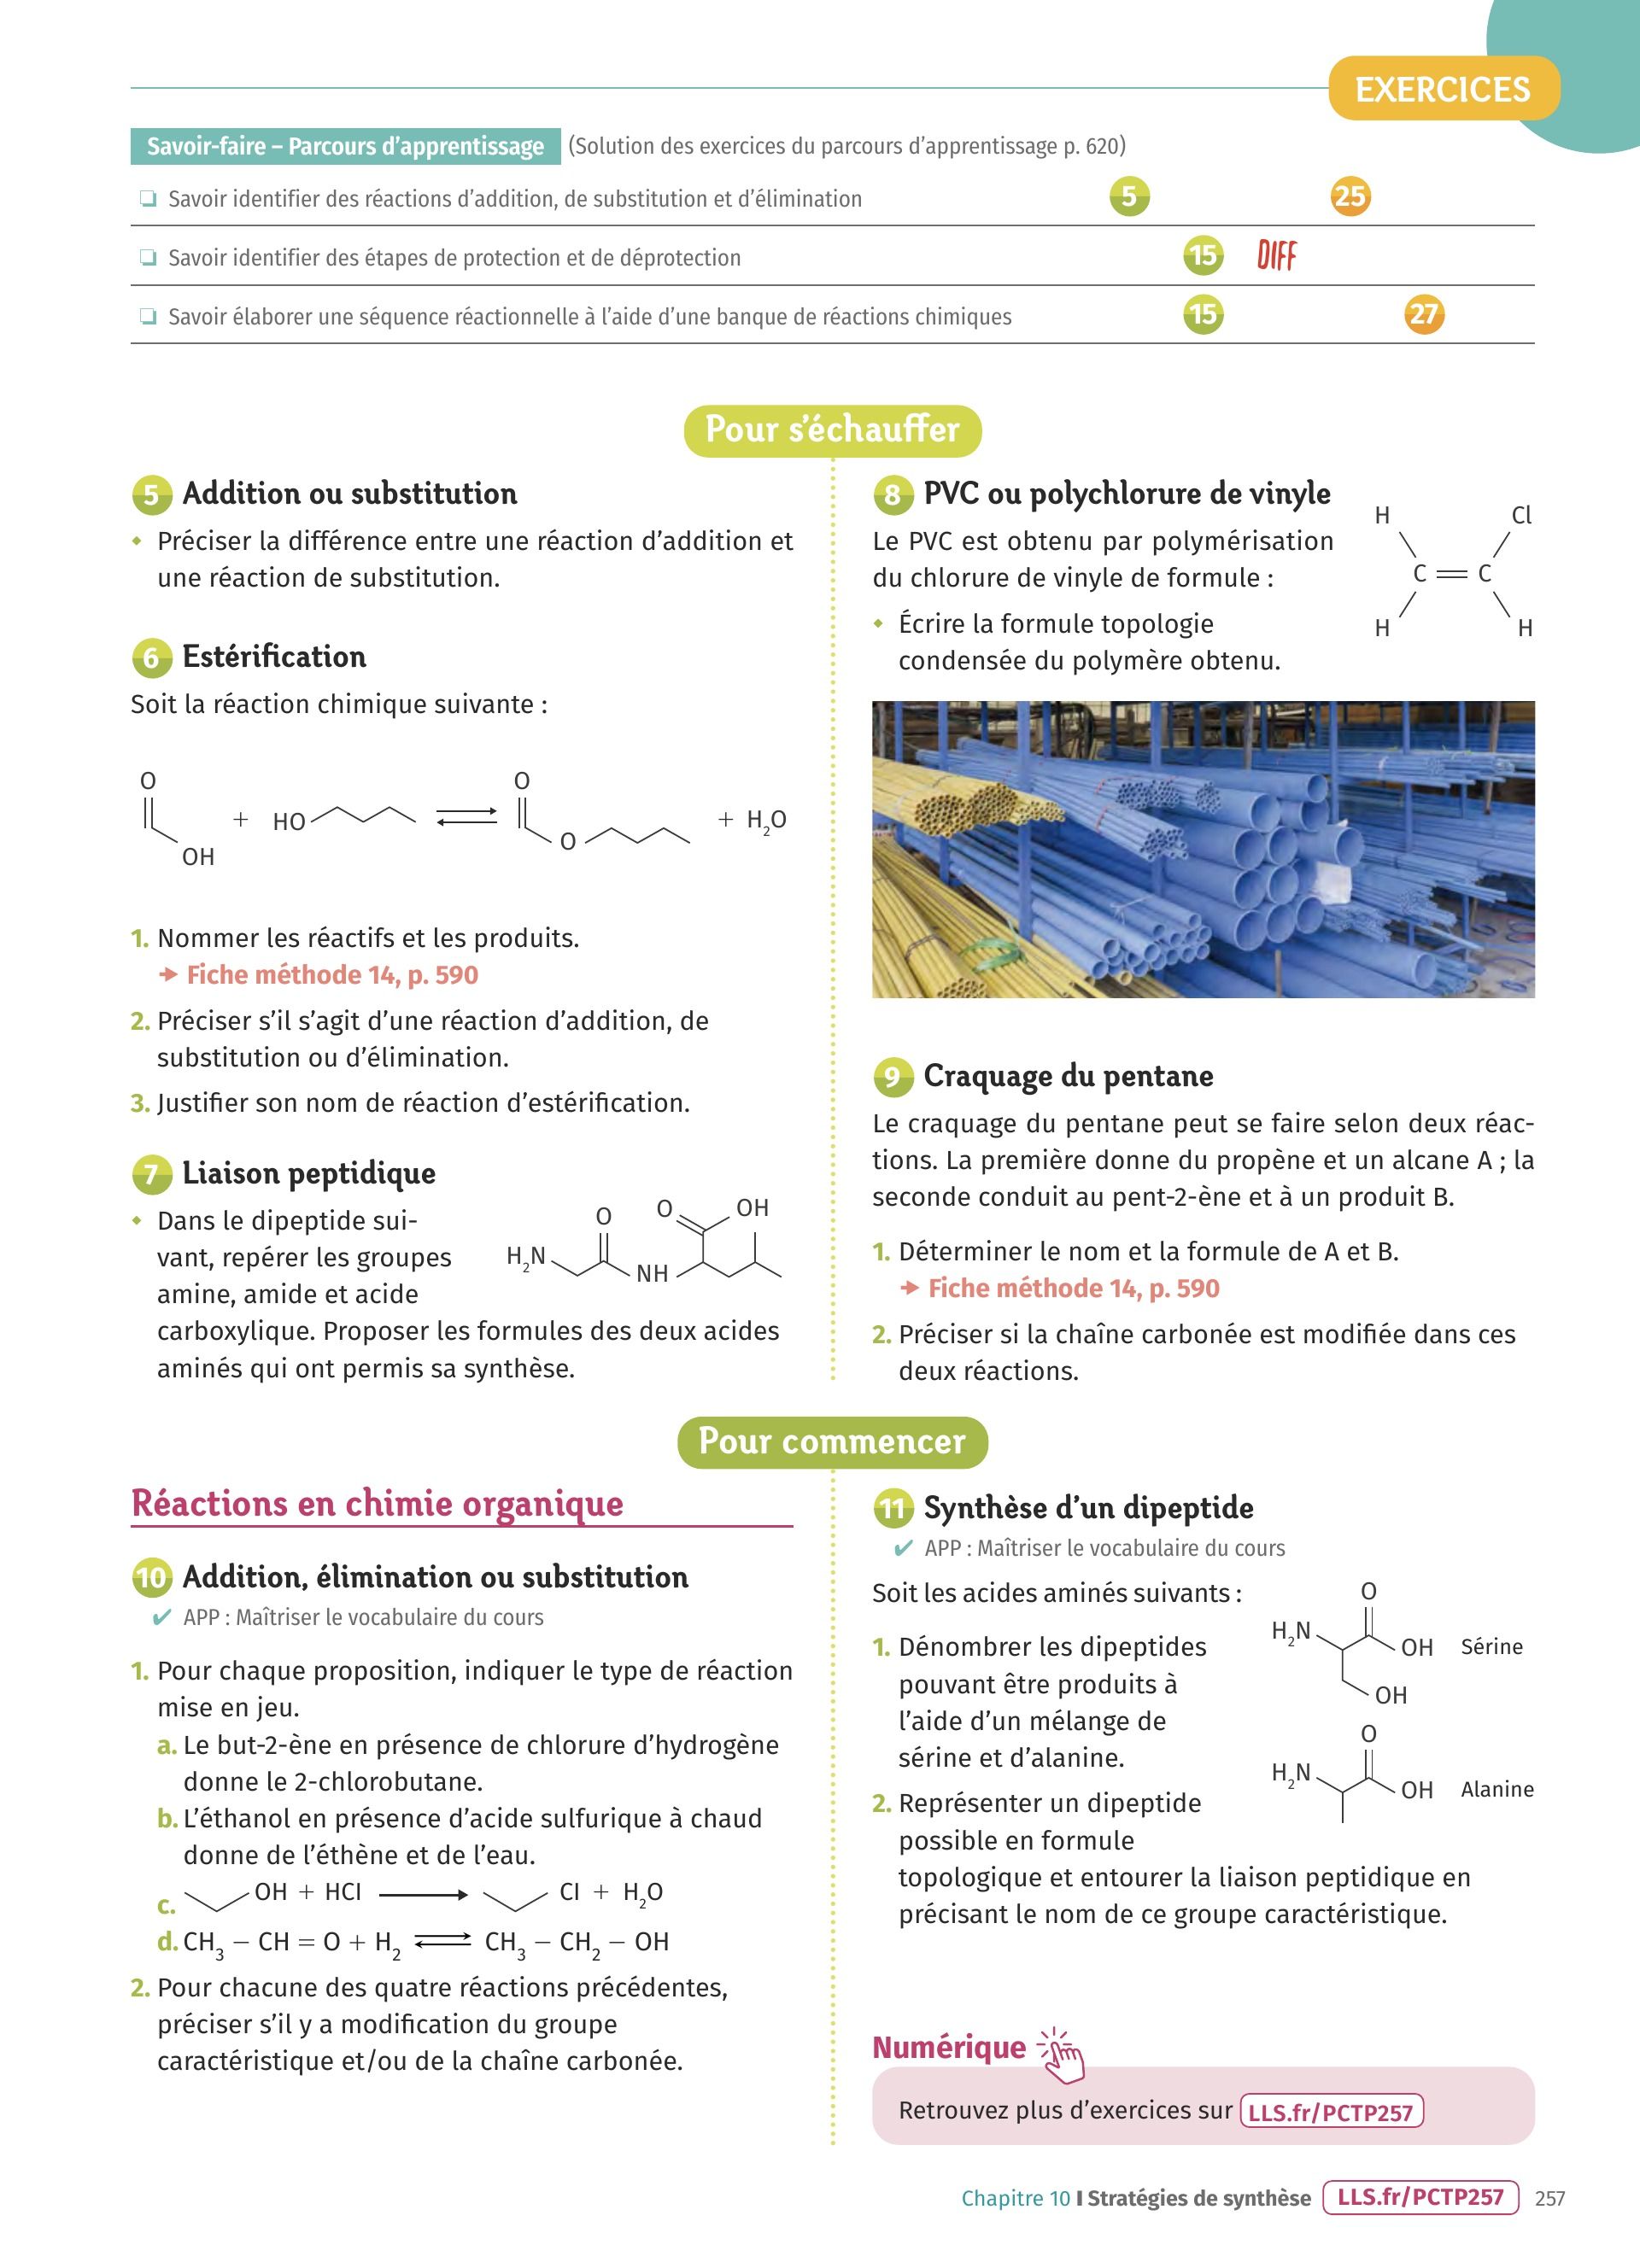 EXERCICES
Savoir-faire – Parcours d'apprentissage (Solution des exercices du parcours d'apprentissage p. 620)
Savoir identifier des réactions d'addition, de substitution et d'élimination 5 25
Savoir identifier des étapes de protection et de déprotection 15 DIFF
Savoir élaborer une séquence réactionnelle à l'aide d'une banque de réactions chimiques 15 27
Pour s'échauffer
5 Addition ou substitution
Préciser la différence entre une réaction d'addition et
une réaction de substitution.
6 Estérification
Soit la réaction chimique suivante :
O O
+ HO O + H₂O
OH
1. Nommer les réactifs et les produits.
Fiche méthode 14, p. 590
2. Préciser s'il s'agit d'une réaction d'addition, de
substitution ou d'élimination.
3. Justifier son nom de réaction d'estérification.
7 Liaison peptidique
Dans le dipeptide sui-
vant, repérer les groupes
amine, amide et acide
carboxylique. Proposer les formules des deux acides
aminés qui ont permis sa synthèse.
O O OH
H₂N NH
8 PVC ou polychlorure de vinyle
Le PVC est obtenu par polymérisation
du chlorure de vinyle de formule :
Écrire la formule topologie
condensée du polymère obtenu.
H Cl
C = C
H H
9 Craquage du pentane
Le craquage du pentane peut se faire selon deux réac-
tions. La première donne du propène et un alcane A ; la
seconde conduit au pent-2-ène et à un produit B.
1. Déterminer le nom et la formule de A et B.
Fiche méthode 14, p. 590
2. Préciser si la chaîne carbonée est modifiée dans ces
deux réactions.
Pour commencer
Réactions en chimie organique
10 Addition, élimination ou substitution
APP : Maîtriser le vocabulaire du cours
1. Pour chaque proposition, indiquer le type de réaction
mise en jeu.
a. Le but-2-ène en présence de chlorure d'hydrogène
donne le 2-chlorobutane.
b. L'éthanol en présence d'acide sulfurique à chaud
donne de l'éthène et de l'eau.
c. OH + HCl Cl + H₂O
d. CH₃ – CH = O + H₂ ⇌ CH₃ – CH₂ – OH
2. Pour chacune des quatre réactions précédentes,
préciser s'il y a modification du groupe
caractéristique et/ou de la chaîne carbonée.
11 Synthèse d'un dipeptide
APP : Maîtriser le vocabulaire du cours
Soit les acides aminés suivants :
1. Dénombrer les dipeptides
pouvant être produits à
l'aide d'un mélange de
sérine et d'alanine.
2. Représenter un dipeptide
possible en formule
topologique et entourer la liaison peptidique en
précisant le nom de ce groupe caractéristique.
O
H₂N OH Sérine
OH
O
H₂N OH Alanine
Numérique
Retrouvez plus d'exercices sur LLS.fr/PCTP257
Chapitre 10 I Stratégies de synthèse LLS.fr/PCTP257 257